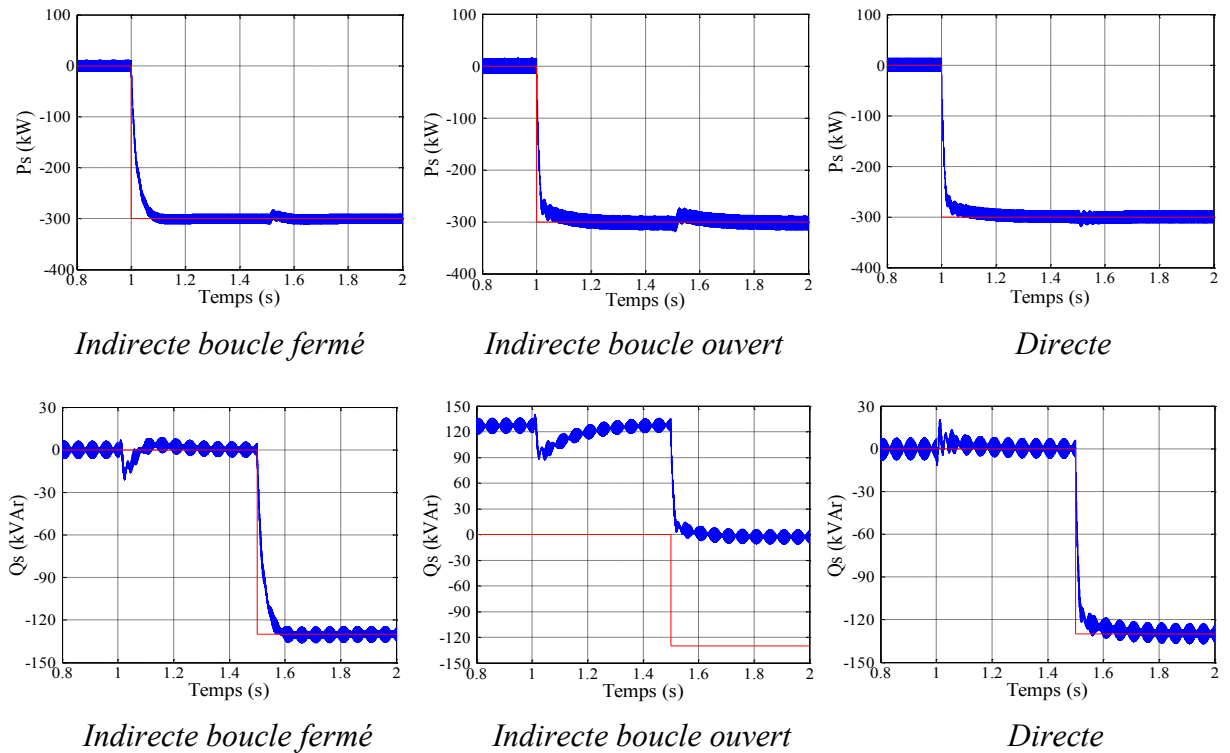 100
0
-100
-200
-300
-400
Ps (kW)
0.8 1 1.2 1.4 1.6 1.8 2
Temps (s)
Indirecte boucle fermé
100
0
-100
-200
-300
-400
Ps (kW)
0.8 1 1.2 1.4 1.6 1.8 2
Temps (s)
Indirecte boucle ouvert
100
0
-100
-200
-300
-400
Ps (kW)
0.8 1 1.2 1.4 1.6 1.8 2
Temps (s)
Directe
30
0
-30
-60
-90
-120
-150
Qs (kVAr)
0.8 1 1.2 1.4 1.6 1.8 2
Temps (s)
Indirecte boucle fermé
150
120
90
60
30
0
-30
-60
-90
-120
-150
Qs (kVAr)
0.8 1 1.2 1.4 1.6 1.8 2
Temps (s)
Indirecte boucle ouvert
30
0
-30
-60
-90
-120
-150
Qs (kVAr)
0.8 1 1.2 1.4 1.6 1.8 2
Temps (s)
Directe